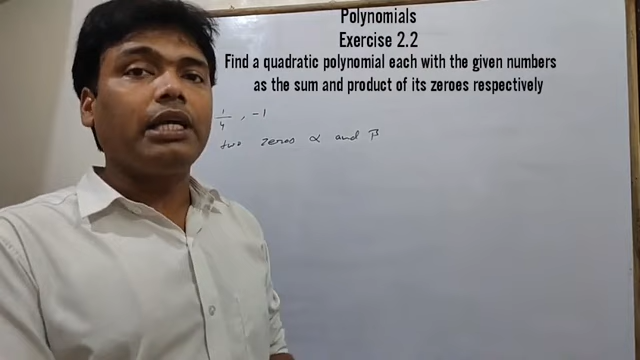 Polynomials
Exercise 2.2
Find a quadratic polynomial each with the given numbers
as the sum and product of its zeroes respectively
1/4 , -1
two zeros α and β